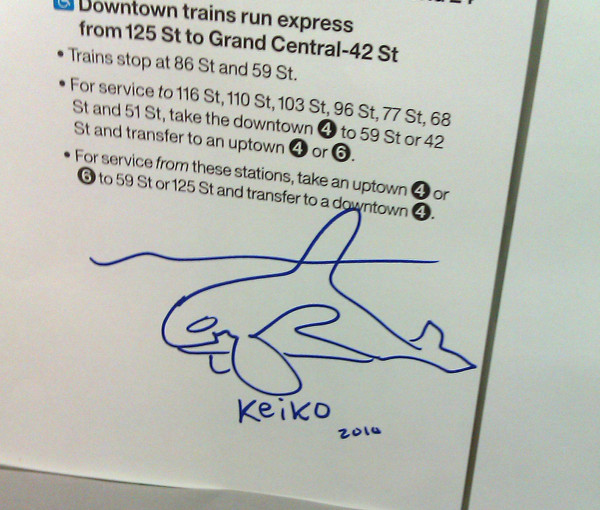 Downtown trains run express
from 125 St to Grand Central-42 St
• Trains stop at 86 St and 59 St.
• For service to 116 St, 110 St, 103 St, 96 St, 77 St, 68
St and 51 St, take the downtown 4 to 59 St or 42
St and transfer to an uptown 4 or 6.
• For service from these stations, take an uptown 4 or
6 to 59 St or 125 St and transfer to a downtown 4.
Keiko
2010